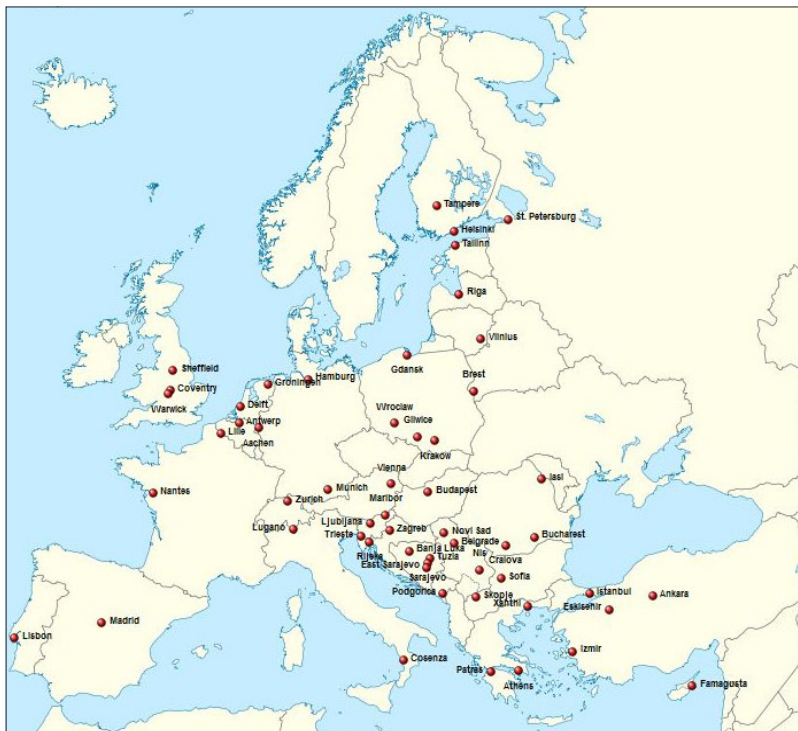 Tampere
St. Petersburg
Helsinki
Tallinn
Riga
Vilnius
Sheffield
Gdansk
Hamburg
Groningen
Brest
Coventry
Warwick
Delft
Wroclaw
Gliwice
Antwerp
Lille
Aachen
Krakow
Vienna
Iasi
Munich
Budapest
Nantes
Zurich
Maribor
Lugano
Ljubljana
Zagreb
Novi Sad
Trieste
Belgrade
Bucharest
Rijeka
Banja Luka
Nis
Tuzla
Craiova
East Sarajevo
Sarajevo
Sofia
Podgorica
Skopje
Istanbul
Ankara
Xanthi
Eskisehir
Madrid
Lisbon
Izmir
Cosenza
Patras
Athens
Famagusta